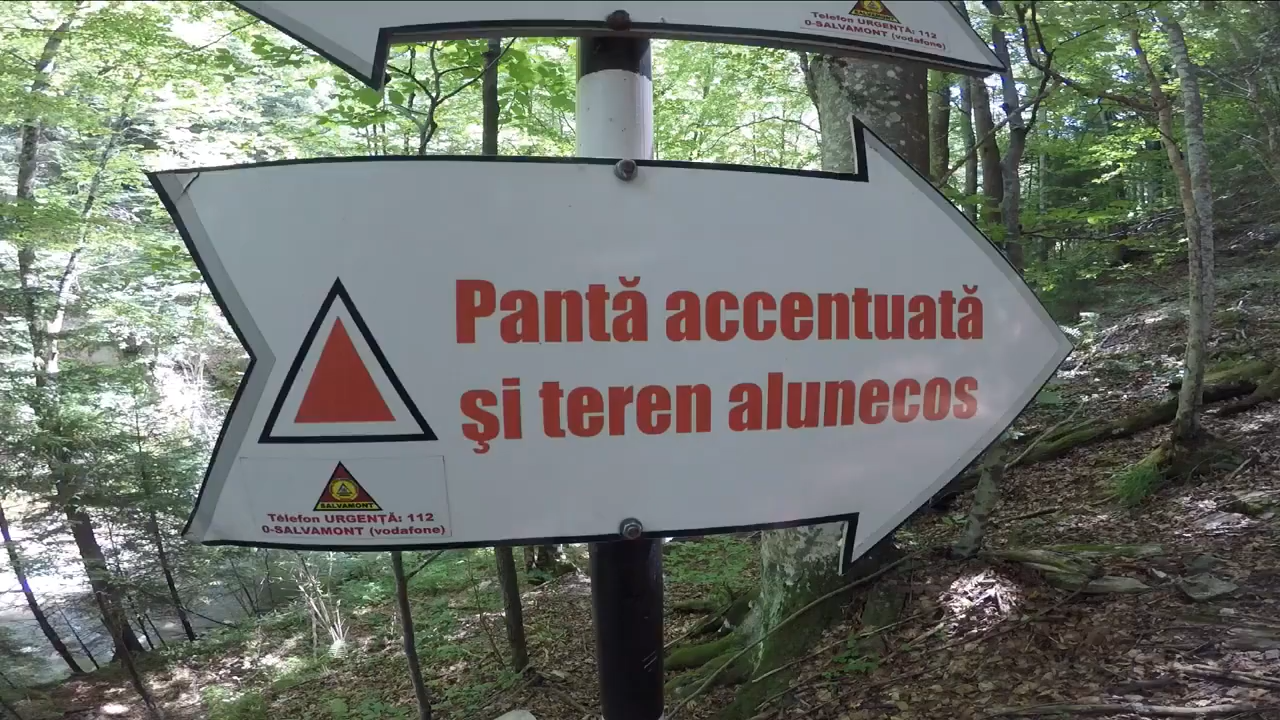 Telefon URGENȚĂ: 112
0-SALVAMONT (vodafone)
Pantă accentuată
şi teren alunecos
SALVAMONT
Telefon URGENȚĂ: 112
0-SALVAMONT (vodafone)